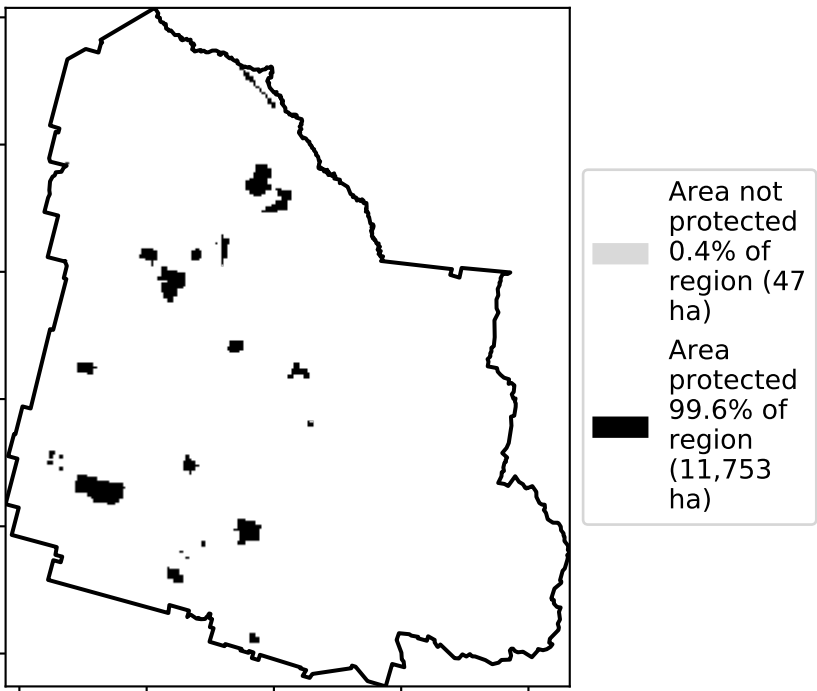 Area not
protected
0.4% of
region (47
ha)
Area
protected
99.6% of
region
(11,753
ha)